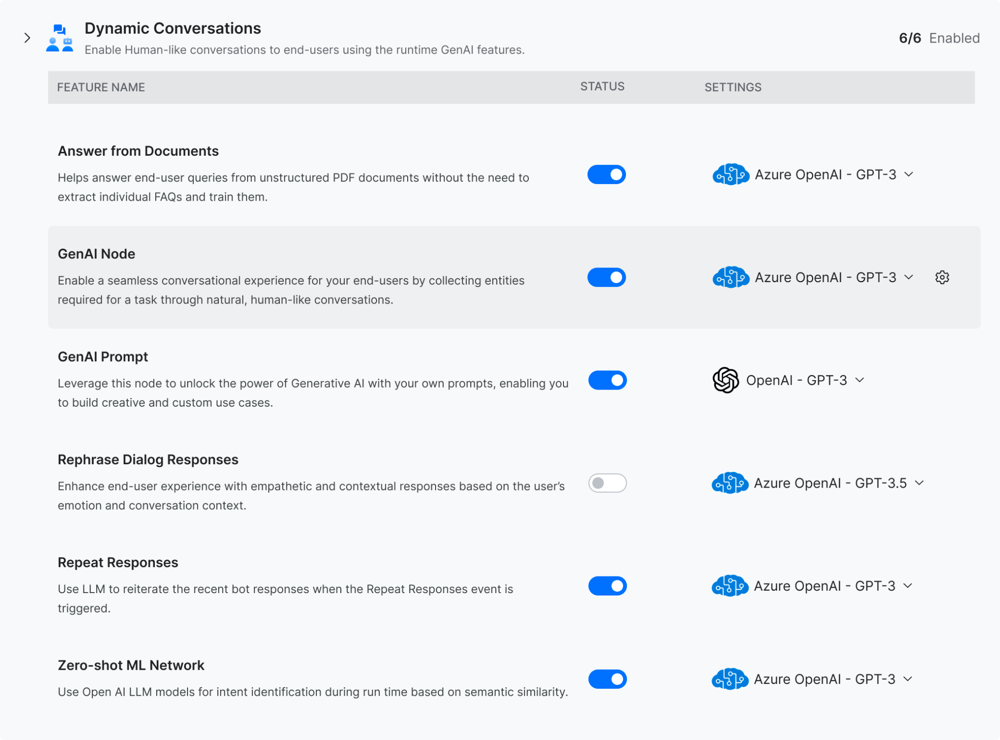 Dynamic Conversations
Enable Human-like conversations to end-users using the runtime GenAI features.
6/6 Enabled
FEATURE NAME
STATUS
SETTINGS
Answer from Documents
Helps answer end-user queries from unstructured PDF documents without the need to
extract individual FAQs and train them.
Azure OpenAI - GPT-3
GenAI Node
Enable a seamless conversational experience for your end-users by collecting entities
required for a task through natural, human-like conversations.
Azure OpenAI - GPT-3
GenAI Prompt
Leverage this node to unlock the power of Generative AI with your own prompts, enabling you
to build creative and custom use cases.
OpenAI - GPT-3
Rephrase Dialog Responses
Enhance end-user experience with empathetic and contextual responses based on the user’s
emotion and conversation context.
Azure OpenAI - GPT-3.5
Repeat Responses
Use LLM to reiterate the recent bot responses when the Repeat Responses event is
triggered.
Azure OpenAI - GPT-3
Zero-shot ML Network
Use Open AI LLM models for intent identification during run time based on semantic similarity.
Azure OpenAI - GPT-3